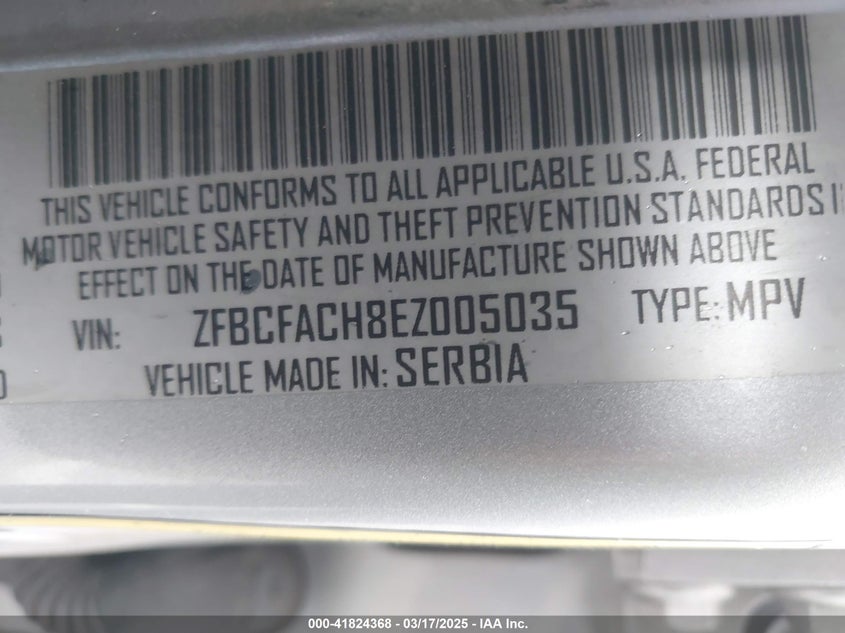 THIS VEHICLE CONFORMS TO ALL APPLICABLE U.S.A. FEDERAL
MOTOR VEHICLE SAFETY AND THEFT PREVENTION STANDARDS
EFFECT ON THE DATE OF MANUFACTURE SHOWN ABOVE
VIN: ZFBCFACH8EZ005035 TYPE: MPV
VEHICLE MADE IN: SERBIA
000-41824368 - 03/17/2025 - IAA Inc.